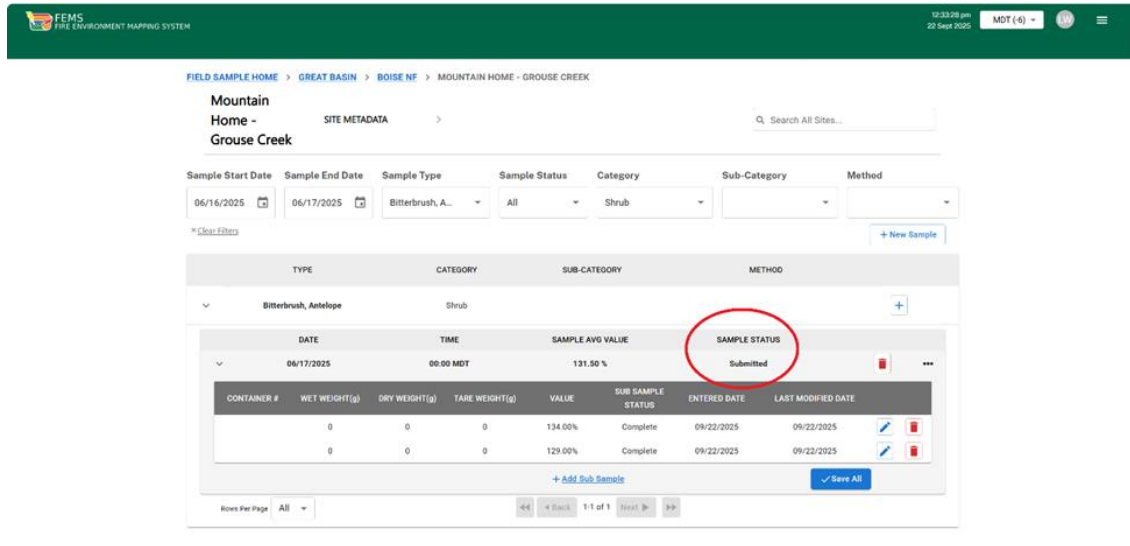 FEMS
FIRE ENVIRONMENT MAPPING SYSTEM
12:33:28 pm
22 Sept 2025
MDT (-6)
LW
FIELD SAMPLE HOME > GREAT BASIN > BOISE NF > MOUNTAIN HOME - GROUSE CREEK
Mountain
Home -
Grouse Creek
SITE METADATA >
Search All Sites...
Sample Start Date Sample End Date Sample Type Sample Status Category Sub-Category Method
06/16/2025 06/17/2025 Bitterbrush, A... All Shrub
× Clear Filters
+ New Sample
TYPE CATEGORY SUB-CATEGORY METHOD
Bitterbrush, Antelope Shrub +
DATE TIME SAMPLE AVG VALUE SAMPLE STATUS
06/17/2025 00:00 MDT 131.50 % Submitted
CONTAINER # WET WEIGHT(g) DRY WEIGHT(g) TARE WEIGHT(g) VALUE SUB SAMPLE STATUS ENTERED DATE LAST MODIFIED DATE
0 0 0 134.00% Complete 09/22/2025 09/22/2025
0 0 0 129.00% Complete 09/22/2025 09/22/2025
+ Add Sub Sample
Save All
Rows Per Page All Back 1-1 of 1 Next